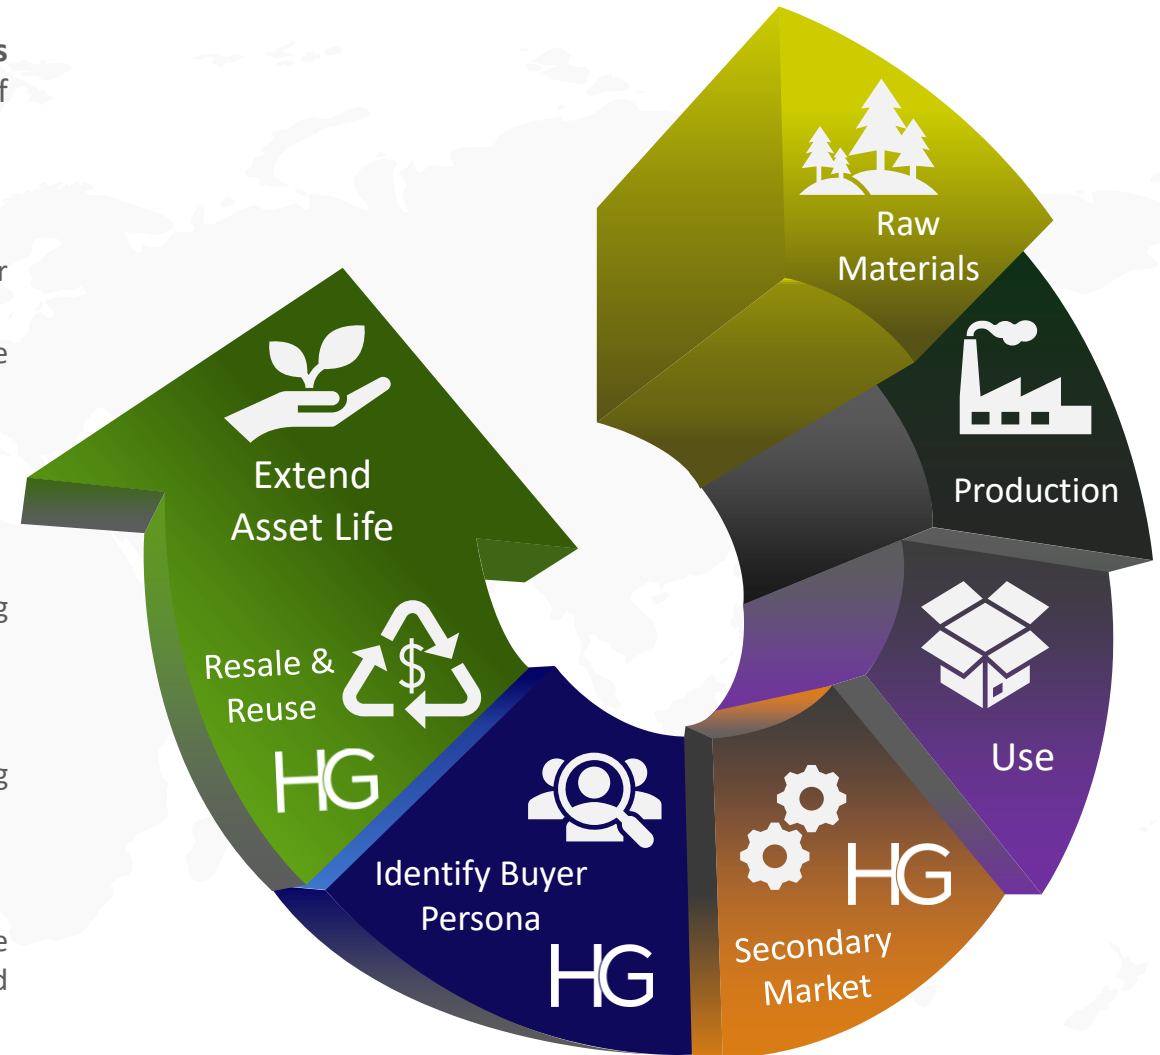 Raw
Materials
Production
Use
Secondary
Market
HG
Identify Buyer
Persona
HG
Extend
Asset Life
Resale &
Reuse
$
HG